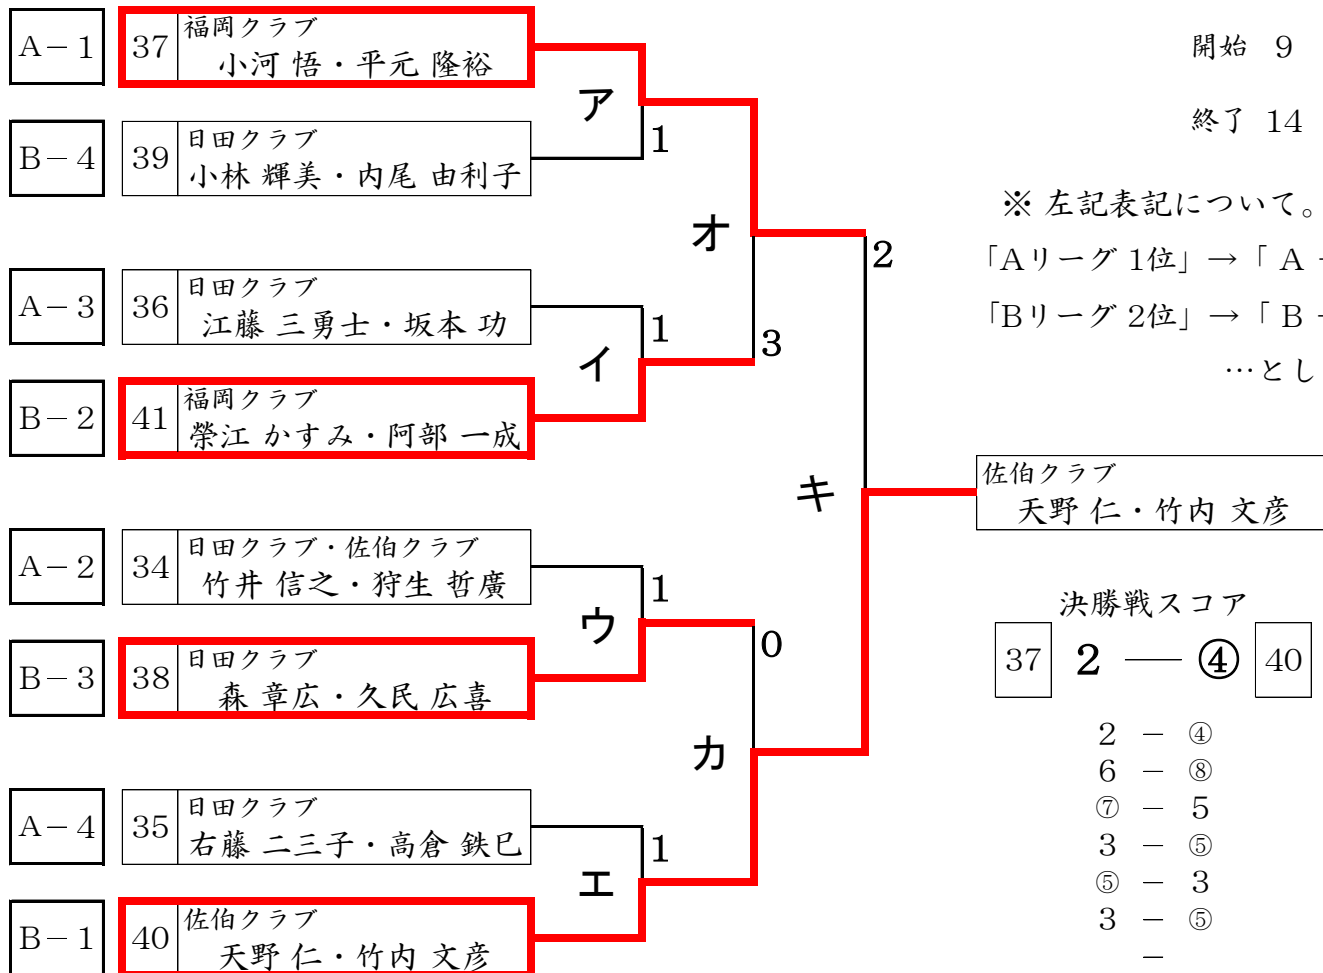 A－1 37 福岡クラブ
小河 悟・平元 隆裕
ア
1
B－4 39 日田クラブ
小林 輝美・内尾 由利子
オ
2
A－3 36 日田クラブ
江藤 三勇士・坂本 功
1
イ
3
B－2 41 福岡クラブ
榮江 かすみ・阿部 一成
キ
A－2 34 日田クラブ・佐伯クラブ
竹井 信之・狩生 哲廣
1
ウ
0
B－3 38 日田クラブ
森 章広・久民 広喜
カ
A－4 35 日田クラブ
右藤 二三子・高倉 鉄巳
1
エ
B－1 40 佐伯クラブ
天野 仁・竹内 文彦
開始 9
終了 14
※ 左記表記について。
「Aリーグ 1位」→「 A －
「Bリーグ 2位」→「 B －
…とし
佐伯クラブ
天野 仁・竹内 文彦
決勝戦スコア
37 2 ― ④ 40
2 － ④
6 － ⑧
⑦ － 5
3 － ⑤
⑤ － 3
3 － ⑤
－